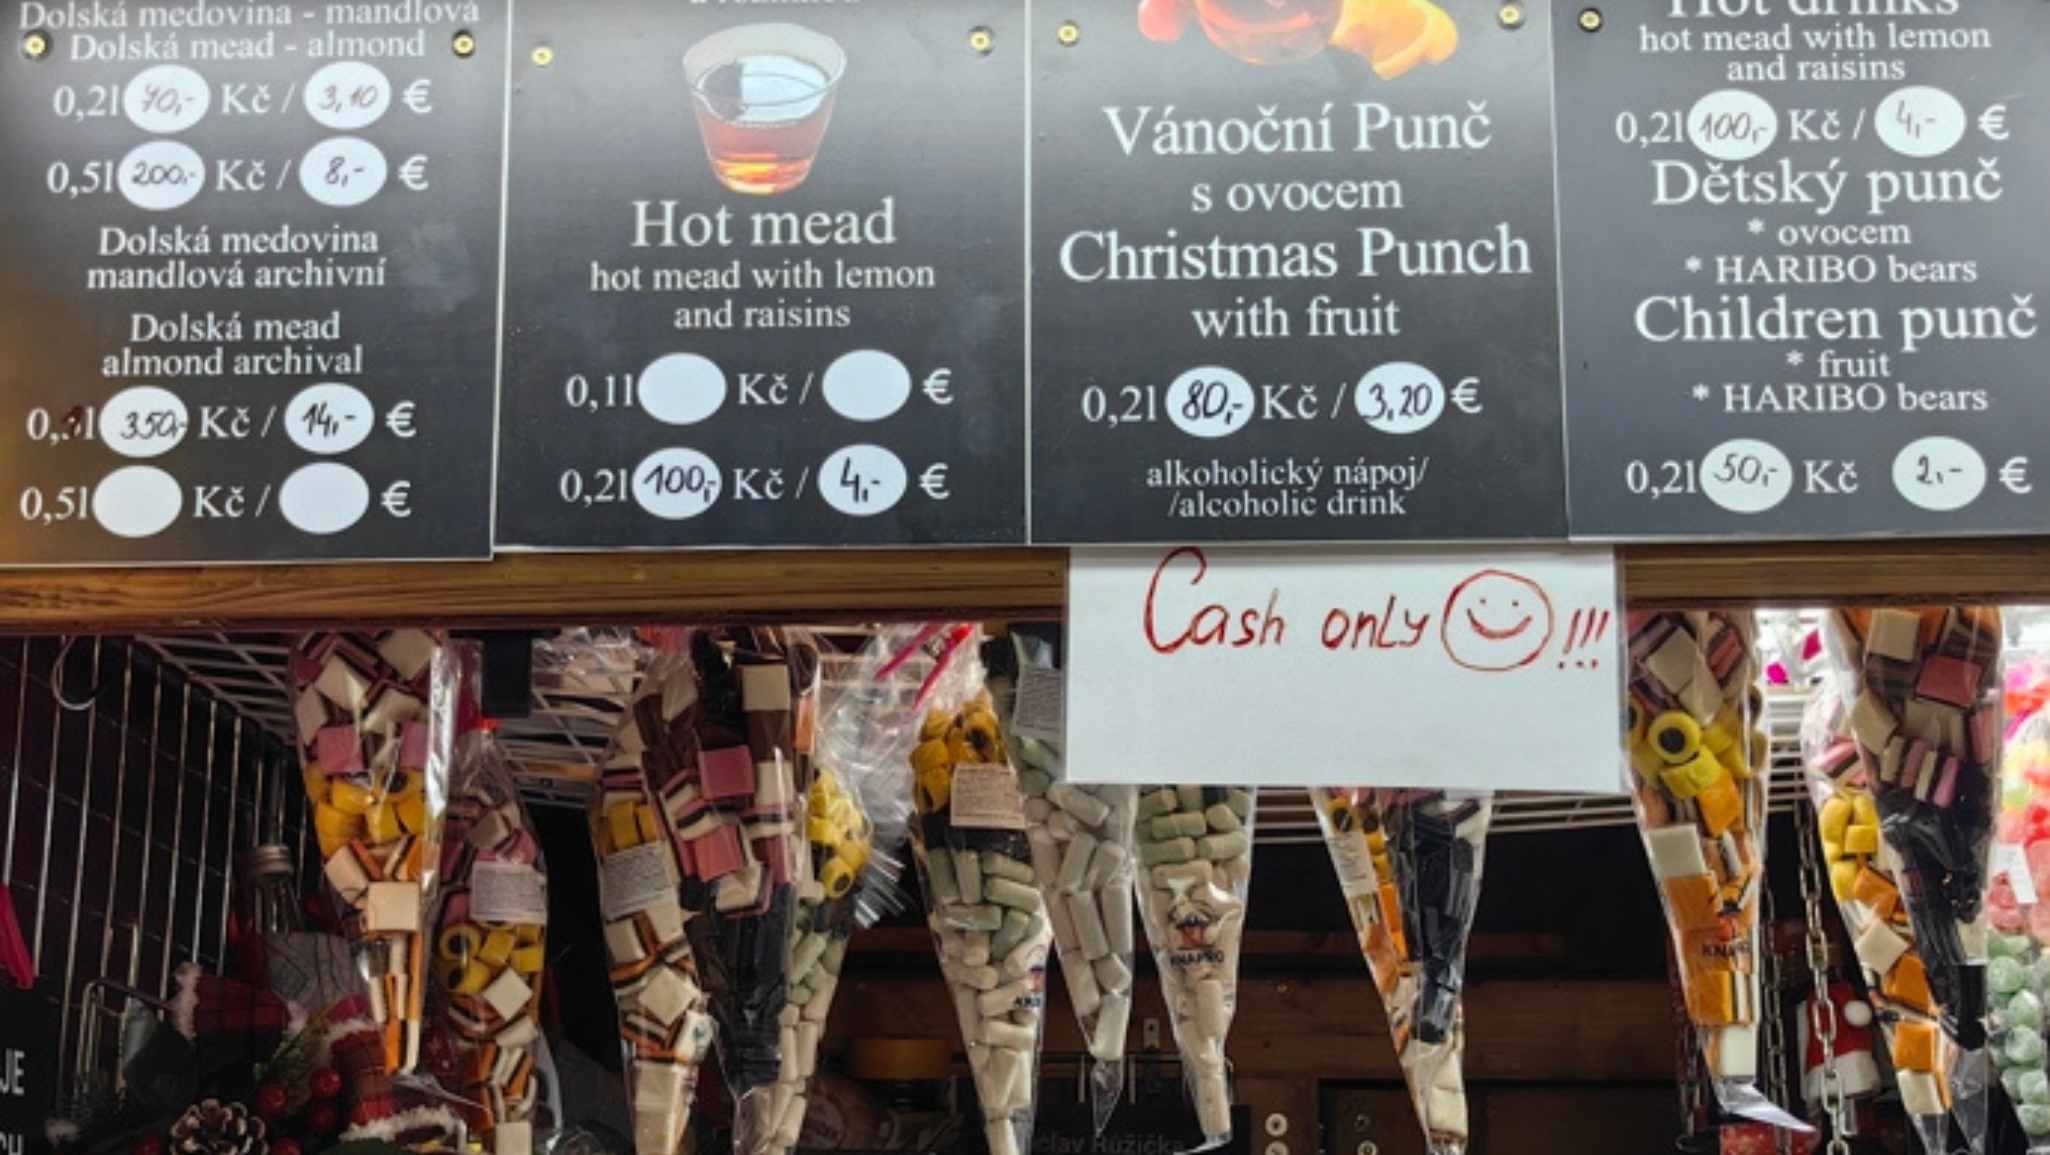 Dolská medovina - mandlová
Dolská mead - almond
0,2l 70,- Kč / 3,10 €
0,5l 200,- Kč / 8,- €
Dolská medovina
mandlová archivní
Dolská mead
almond archival
350,- Kč / 14,- €
0,5l Kč / €
Hot mead
hot mead with lemon
and raisins
0,1l Kč / €
0,2l 100,- Kč / 4,- €
Vánoční Punč
s ovocem
Christmas Punch
with fruit
0,2l 80,- Kč / 3,20 €
alkoholický nápoj/
/alcoholic drink
Hot drinks
hot mead with lemon
and raisins
0,2l 100,- Kč / 4,- €
Dětský punč
* ovocem
* HARIBO bears
Children punč
* fruit
* HARIBO bears
0,2l 50,- Kč 2,- €
Cash only !!!